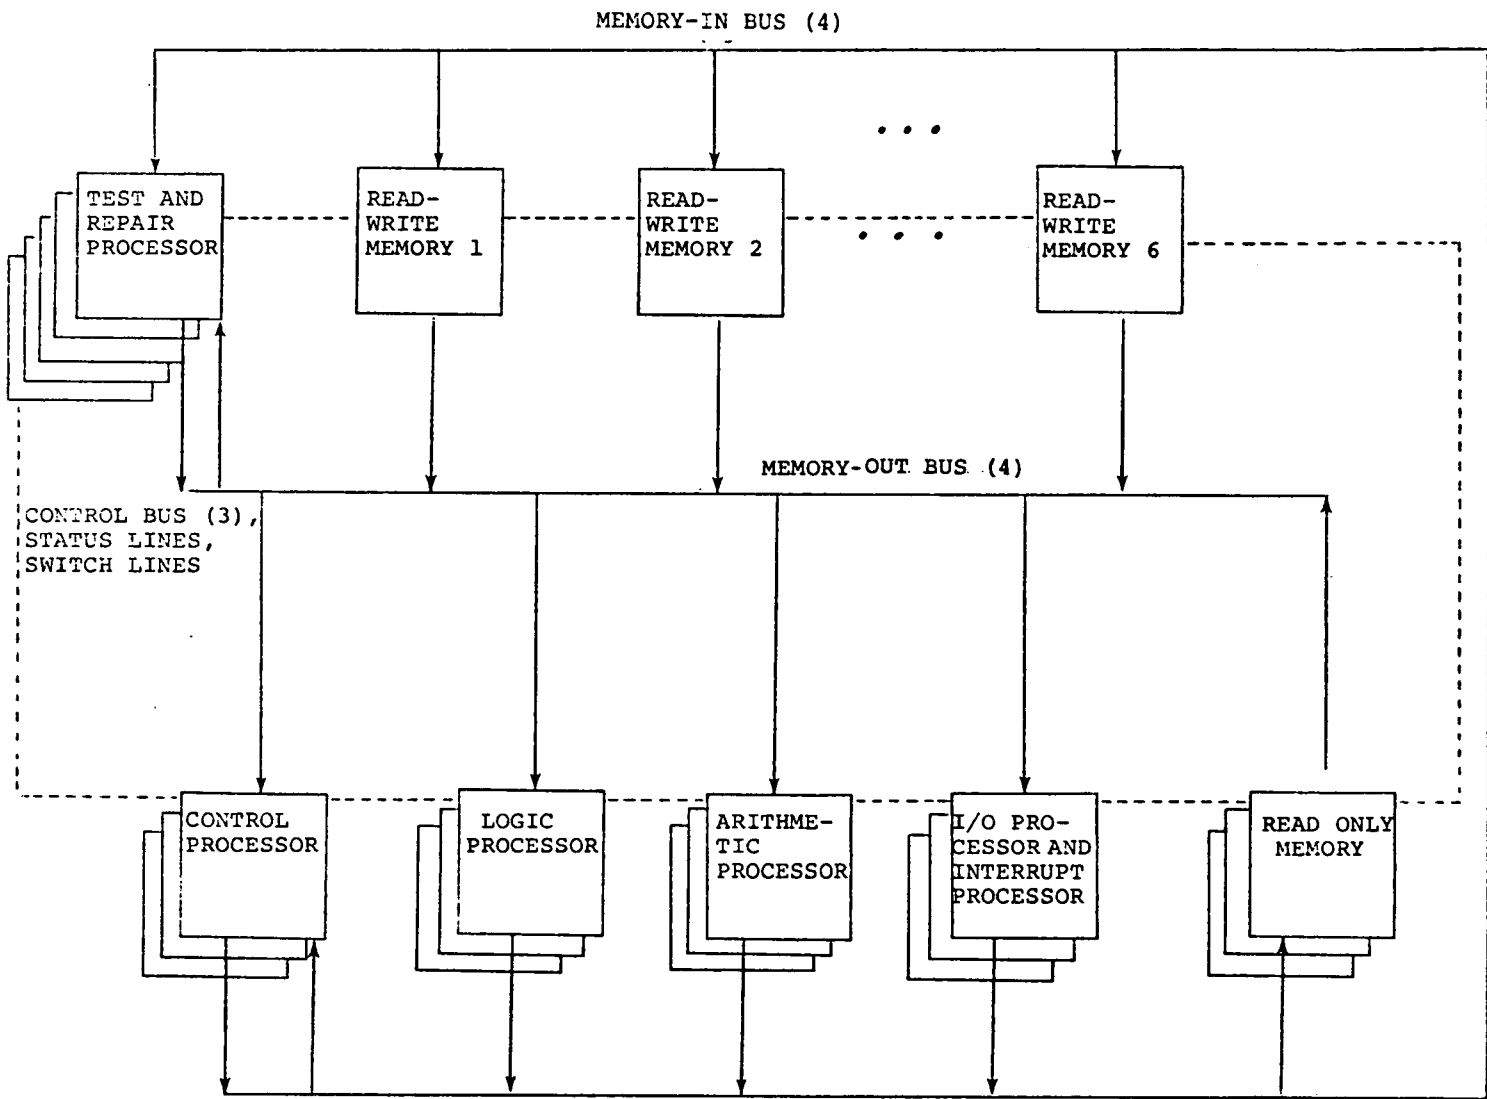 MEMORY-IN BUS (4)
TEST AND
REPAIR
PROCESSOR
READ-
WRITE
MEMORY 1
READ-
WRITE
MEMORY 2
READ-
WRITE
MEMORY 6
MEMORY-OUT BUS (4)
CONTROL BUS (3),
STATUS LINES,
SWITCH LINES
CONTROL
PROCESSOR
LOGIC
PROCESSOR
ARITHME-
TIC
PROCESSOR
I/O PRO-
CESSOR AND
INTERRUPT
PROCESSOR
READ ONLY
MEMORY